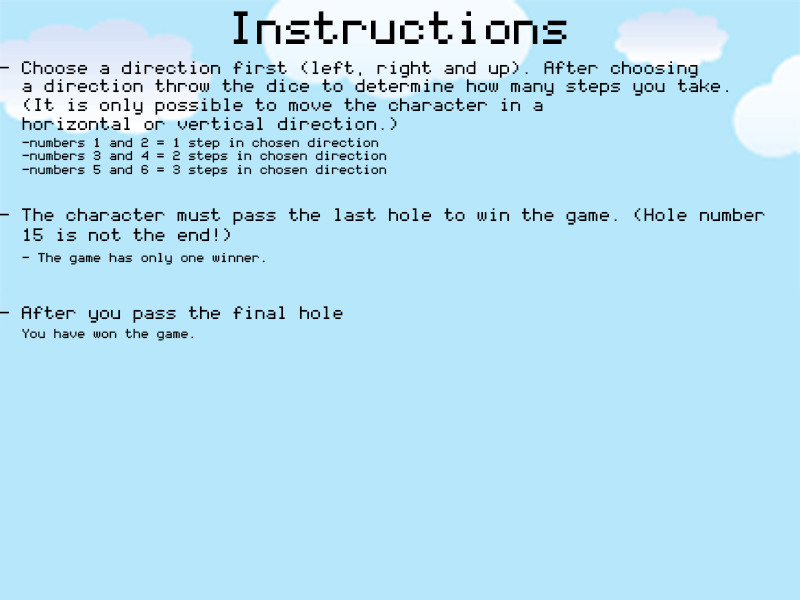 Instructions
- Choose a direction first (left, right and up). After choosing
a direction throw the dice to determine how many steps you take.
(It is only possible to move the character in a
horizontal or vertical direction.)
-numbers 1 and 2 = 1 step in chosen direction
-numbers 3 and 4 = 2 steps in chosen direction
-numbers 5 and 6 = 3 steps in chosen direction
- The character must pass the last hole to win the game. (Hole number
15 is not the end!)
- The game has only one winner.
- After you pass the final hole
You have won the game.